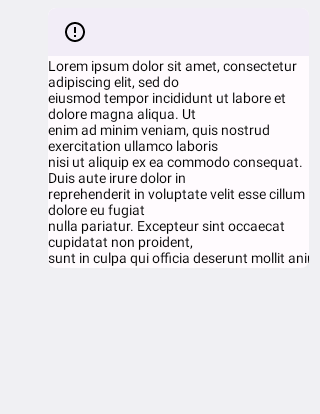 Lorem ipsum dolor sit amet, consectetur
adipiscing elit, sed do
eiusmod tempor incididunt ut labore et
dolore magna aliqua. Ut
enim ad minim veniam, quis nostrud
exercitation ullamco laboris
nisi ut aliquip ex ea commodo consequat.
Duis aute irure dolor in
reprehenderit in voluptate velit esse cillum
dolore eu fugiat
nulla pariatur. Excepteur sint occaecat
cupidatat non proident,
sunt in culpa qui officia deserunt mollit